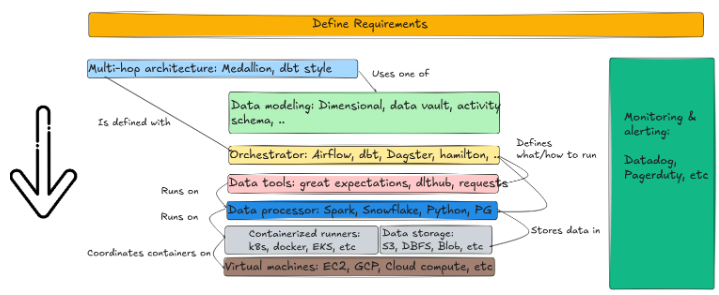 Define Requirements
Multi-hop architecture: Medallion, dbt style
Uses one of
Data modeling: Dimensional, data vault, activity
schema, ..
Is defined with
Orchestrator: Airflow, dbt, Dagster, hamilton, ..
Defines
what/how to run
Data tools: great expectations, dlthub, requests
Runs on
Data processor: Spark, Snowflake, Python, PG
Runs on
Stores data in
Containerized runners:
k8s, docker, EKS, etc
Data storage:
S3, DBFS, Blob, etc
Coordinates containers on
Virtual machines: EC2, GCP, Cloud compute, etc
Monitoring &
alerting:
Datadog,
Pagerduty, etc